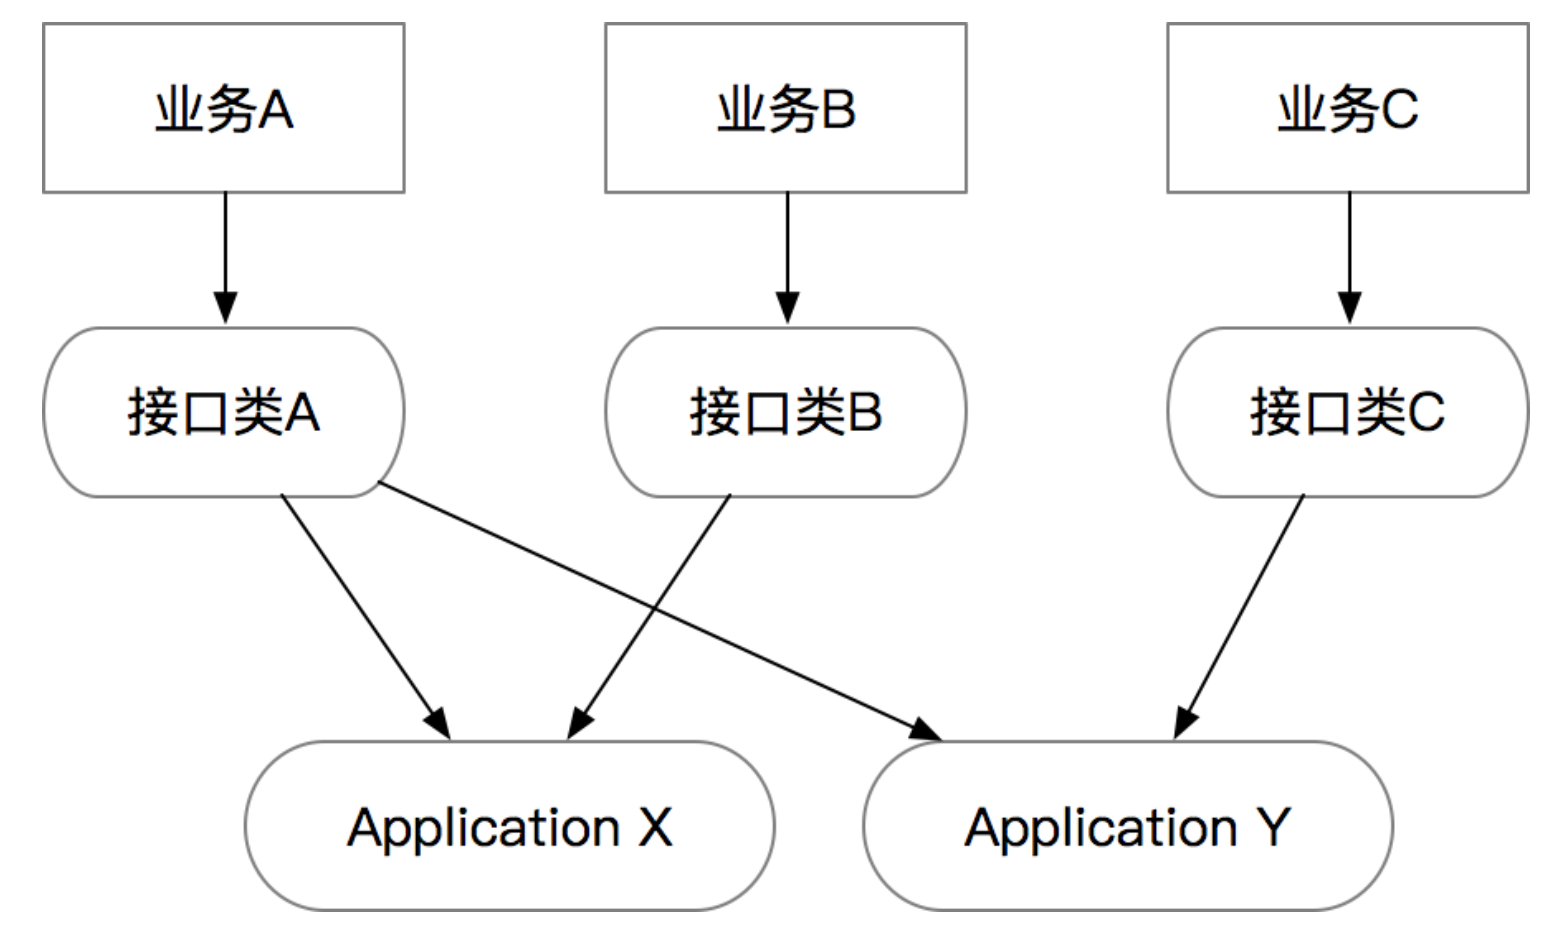 业务A
业务B
业务C
接口类A
接口类B
接口类C
Application X
Application Y